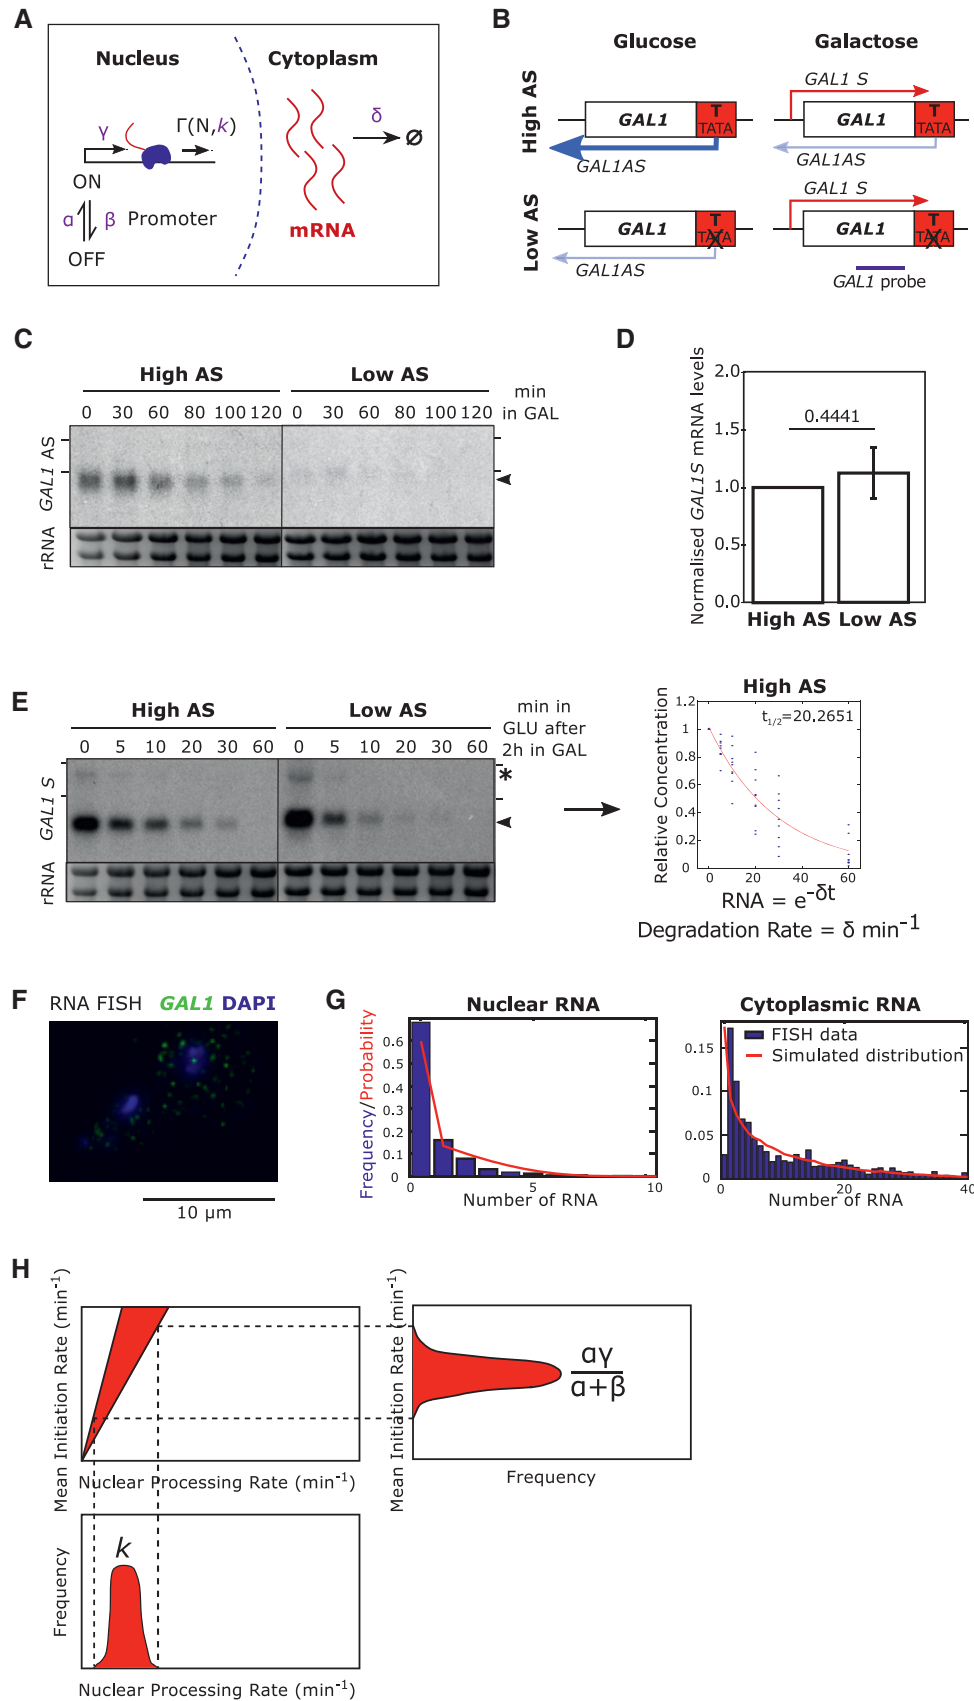 A
Nucleus
Cytoplasm
γ
Γ(N,k)
δ
∅
ON
α
β
Promoter
OFF
mRNA
B
Glucose
Galactose
High AS
GAL1
T
TATA
GAL1AS
GAL1 S
GAL1
T
TATA
GAL1AS
Low AS
GAL1
T
TATA
GAL1AS
GAL1 S
GAL1
T
TATA
GAL1 probe
C
High AS
Low AS
min
in GAL
0 30 60 80 100 120
0 30 60 80 100 120
GAL1 AS
rRNA
D
Normalised GAL1S mRNA levels
2.0
1.5
1.0
0.5
0.0
0.4441
High AS
Low AS
E
High AS
Low AS
min in
GLU after
2h in GAL
0 5 10 20 30 60
0 5 10 20 30 60
GAL1 S
*
rRNA
High AS
t1/2=20.2651
Relative Concentration
1.2
1
0.8
0.6
0.4
0.2
0
0 20 40 60
RNA = e^-δt
Degradation Rate = δ min^-1
F
RNA FISH GAL1 DAPI
10 µm
G
Nuclear RNA
Frequency/Probability
0.6
0.5
0.4
0.3
0.2
0.1
0
0 5 10
Number of RNA
Cytoplasmic RNA
FISH data
Simulated distribution
0.15
0.1
0.05
0
0 20 40
Number of RNA
H
Mean Initiation Rate (min^-1)
Nuclear Processing Rate (min^-1)
Mean Initiation Rate (min^-1)
αγ
α+β
Frequency
Frequency
k
Nuclear Processing Rate (min^-1)